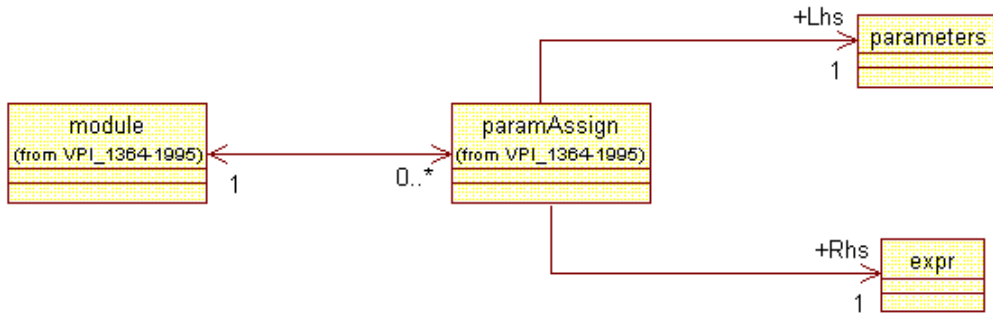 +Lhs
parameters
1
module
(from VPI_1364-1995)
1
paramAssign
(from VPI_1364-1995)
0..*
+Rhs
expr
1